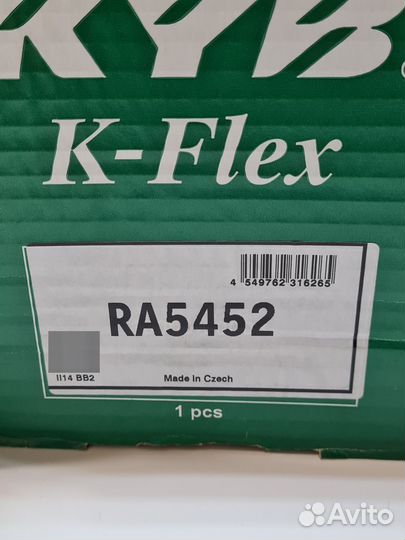 KYB
K-Flex
4 549762 316265
RA5452
II14 BB2
Made In Czech
1 pcs
Avito